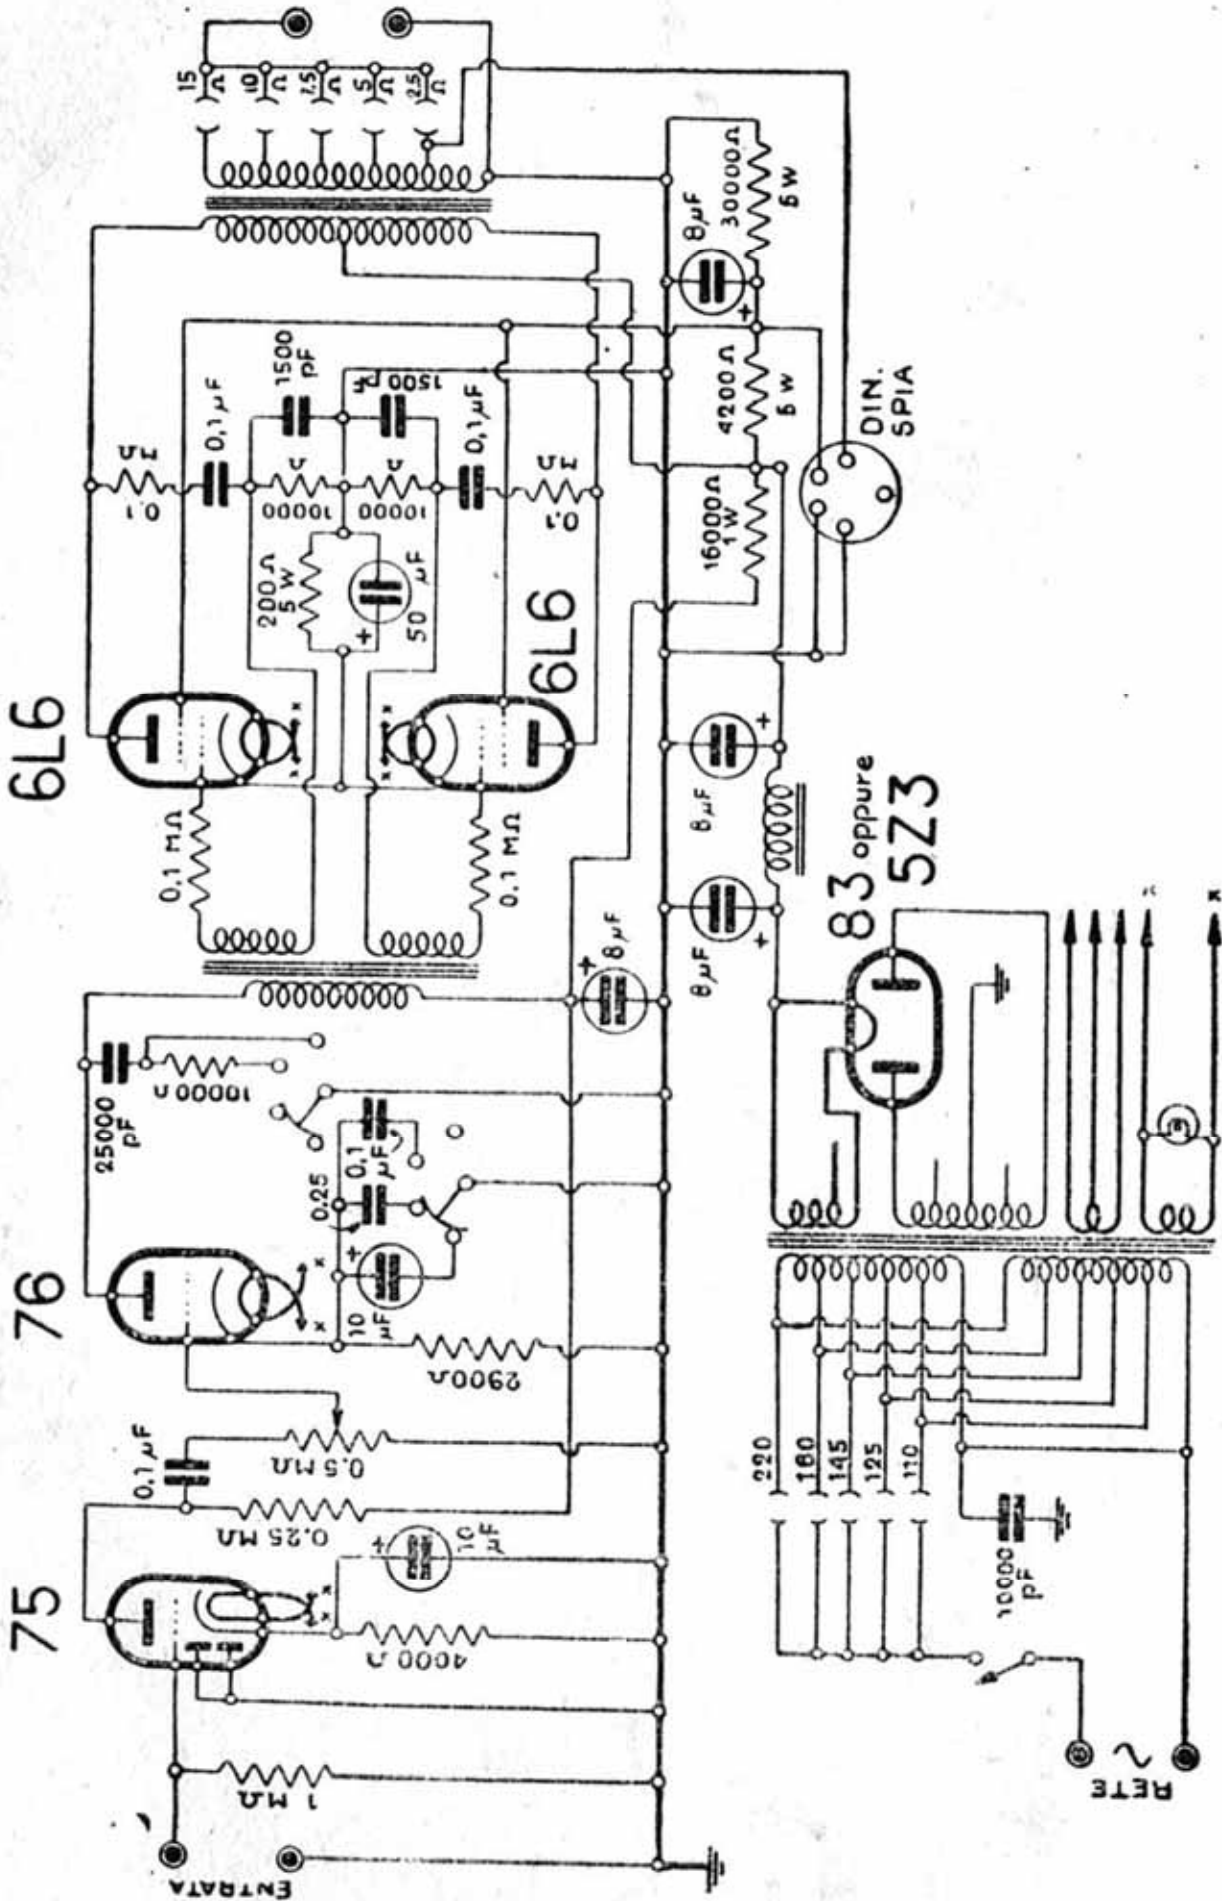 75
76
6L6
6L6
83 oppure
5Z3
ENTRATA
1 MΩ
4000 Ω
+
10
µF
0.25 MΩ
0.1 µF
0.5 MΩ
2900 Ω
10
µF
+
0.25
0,1
µF
x
x
25000
pF
10000 Ω
+
8 µF
0,1 MΩ
0.1 MΩ
x
x
x
x
200 Ω
5 W
+
50
µF
0.1
MΩ
0,1 µF
10000 Ω
10000 Ω
1500
pF
1500
pF
0,1 µF
0.1
MΩ
15
Ω
10
Ω
7,5
Ω
5
Ω
2,5
Ω
8 µF
+
8 µF
+
16000 Ω
1 W
4200 Ω
5 W
8 µF
+
30000 Ω
5 W
DIN.
SPIA
RETE
~
220
160
145
125
110
10000
pF
x
x